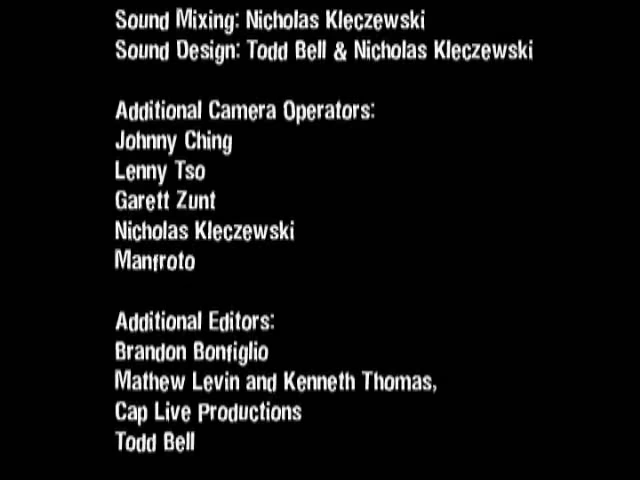 Sound Mixing: Nicholas Kleczewski
Sound Design: Todd Bell & Nicholas Kleczewski
Additional Camera Operators:
Johnny Ching
Lenny Tso
Garett Zunt
Nicholas Kleczewski
Manfroto
Additional Editors:
Brandon Bonfiglio
Mathew Levin and Kenneth Thomas,
Cap Live Productions
Todd Bell